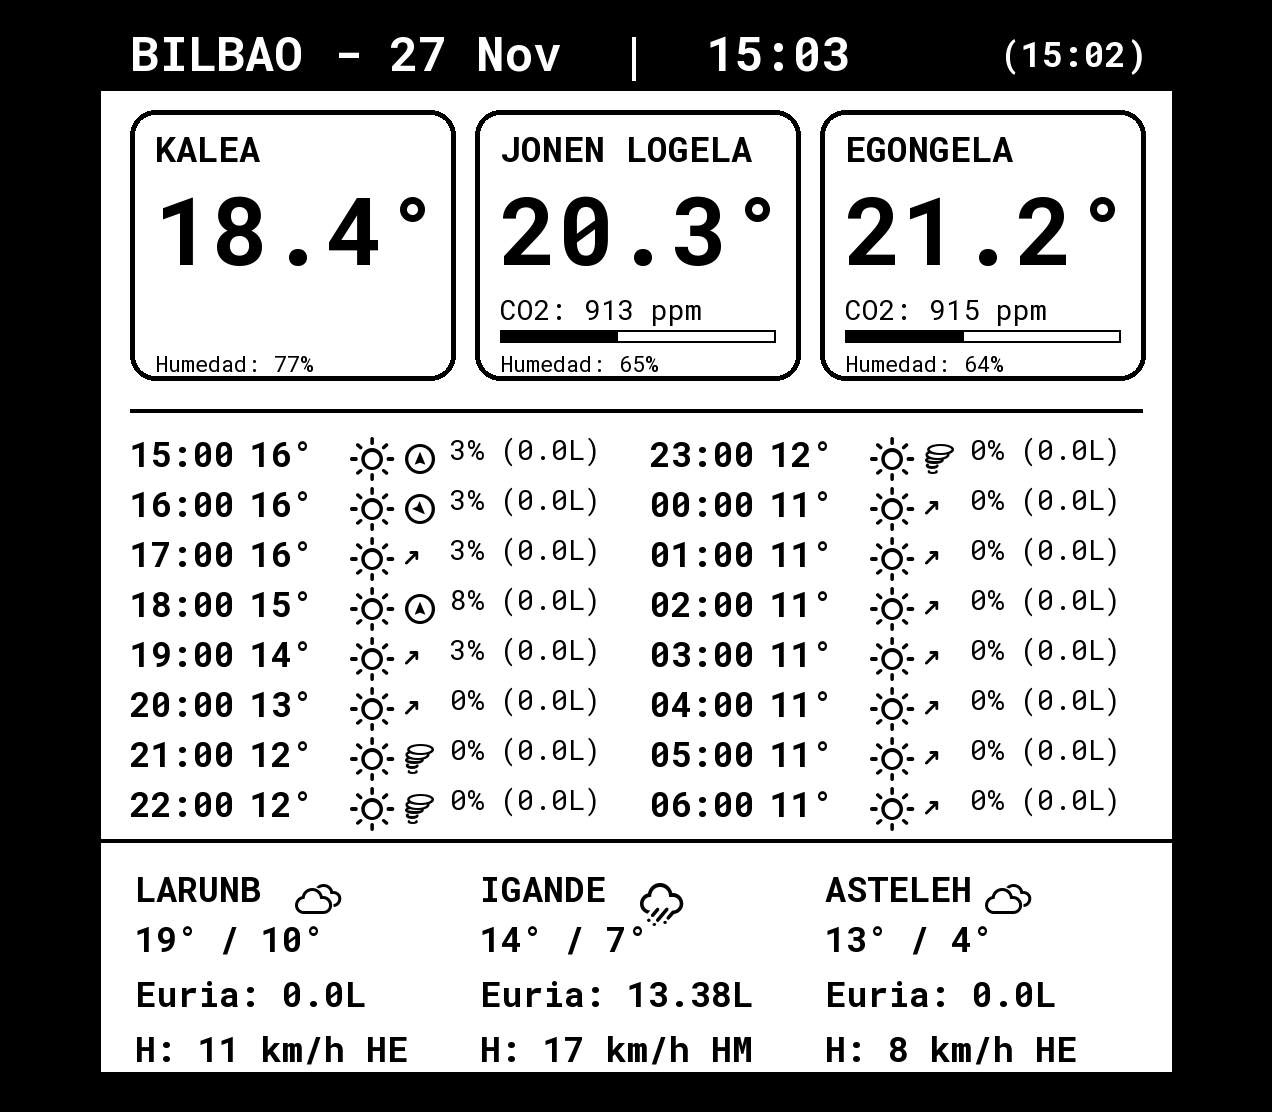 BILBAO - 27 Nov | 15:03 (15:02)
KALEA
18.4°
Humedad: 77%
JONEN LOGELA
20.3°
CO2: 913 ppm
Humedad: 65%
EGONGELA
21.2°
CO2: 915 ppm
Humedad: 64%
15:00 16° 3% (0.0L)
16:00 16° 3% (0.0L)
17:00 16° 3% (0.0L)
18:00 15° 8% (0.0L)
19:00 14° 3% (0.0L)
20:00 13° 0% (0.0L)
21:00 12° 0% (0.0L)
22:00 12° 0% (0.0L)
23:00 12° 0% (0.0L)
00:00 11° 0% (0.0L)
01:00 11° 0% (0.0L)
02:00 11° 0% (0.0L)
03:00 11° 0% (0.0L)
04:00 11° 0% (0.0L)
05:00 11° 0% (0.0L)
06:00 11° 0% (0.0L)
LARUNB
19° / 10°
Euria: 0.0L
H: 11 km/h HE
IGANDE
14° / 7°
Euria: 13.38L
H: 17 km/h HM
ASTELEH
13° / 4°
Euria: 0.0L
H: 8 km/h HE